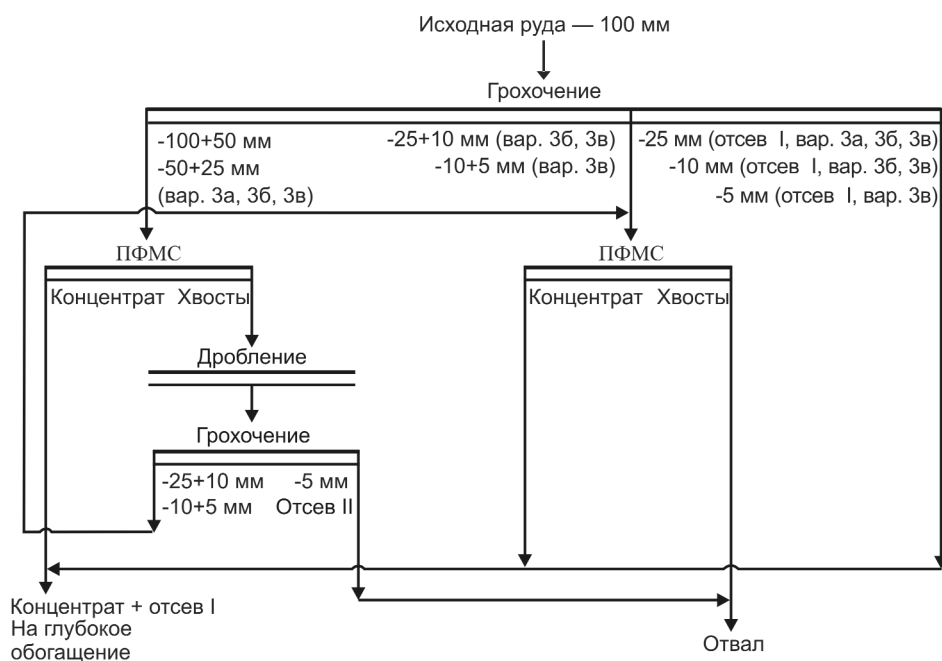 Исходная руда — 100 мм
Грохочение
-100+50 мм
-50+25 мм
(вар. 3а, 3б, 3в)
-25+10 мм (вар. 3б, 3в)
-10+5 мм (вар. 3в)
-25 мм (отсев I, вар. 3а, 3б, 3в)
-10 мм (отсев I, вар. 3б, 3в)
-5 мм (отсев I, вар. 3в)
ПФМС
Концентрат Хвосты
ПФМС
Концентрат Хвосты
Дробление
Грохочение
-25+10 мм -5 мм
-10+5 мм Отсев II
Концентрат + отсев I
На глубокое
обогащение
Отвал